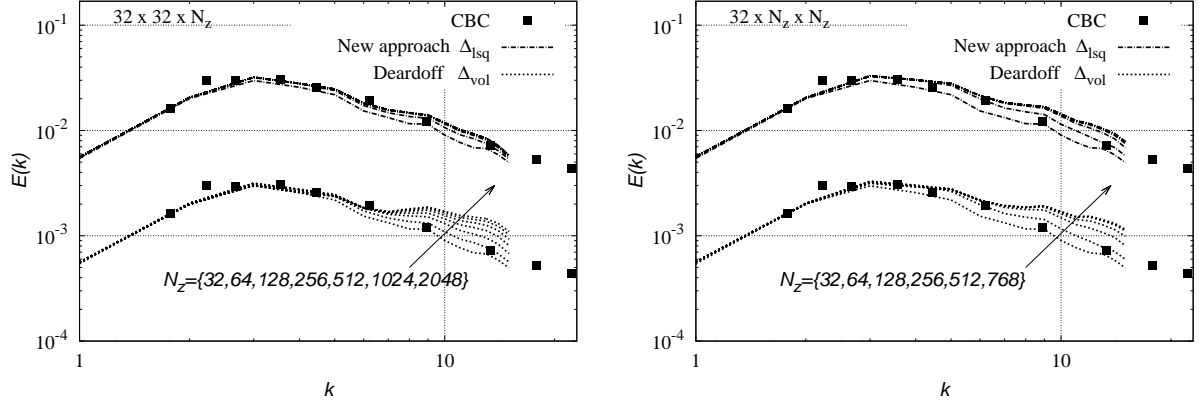 32 x 32 x N_z
CBC
New approach Δ_lsq
Deardoff Δ_vol
10^-1
10^-2
10^-3
10^-4
E(k)
N_z={32,64,128,256,512,1024,2048}
1
10
k
32 x N_z x N_z
CBC
New approach Δ_lsq
Deardoff Δ_vol
10^-1
10^-2
10^-3
10^-4
E(k)
N_z={32,64,128,256,512,768}
1
10
k